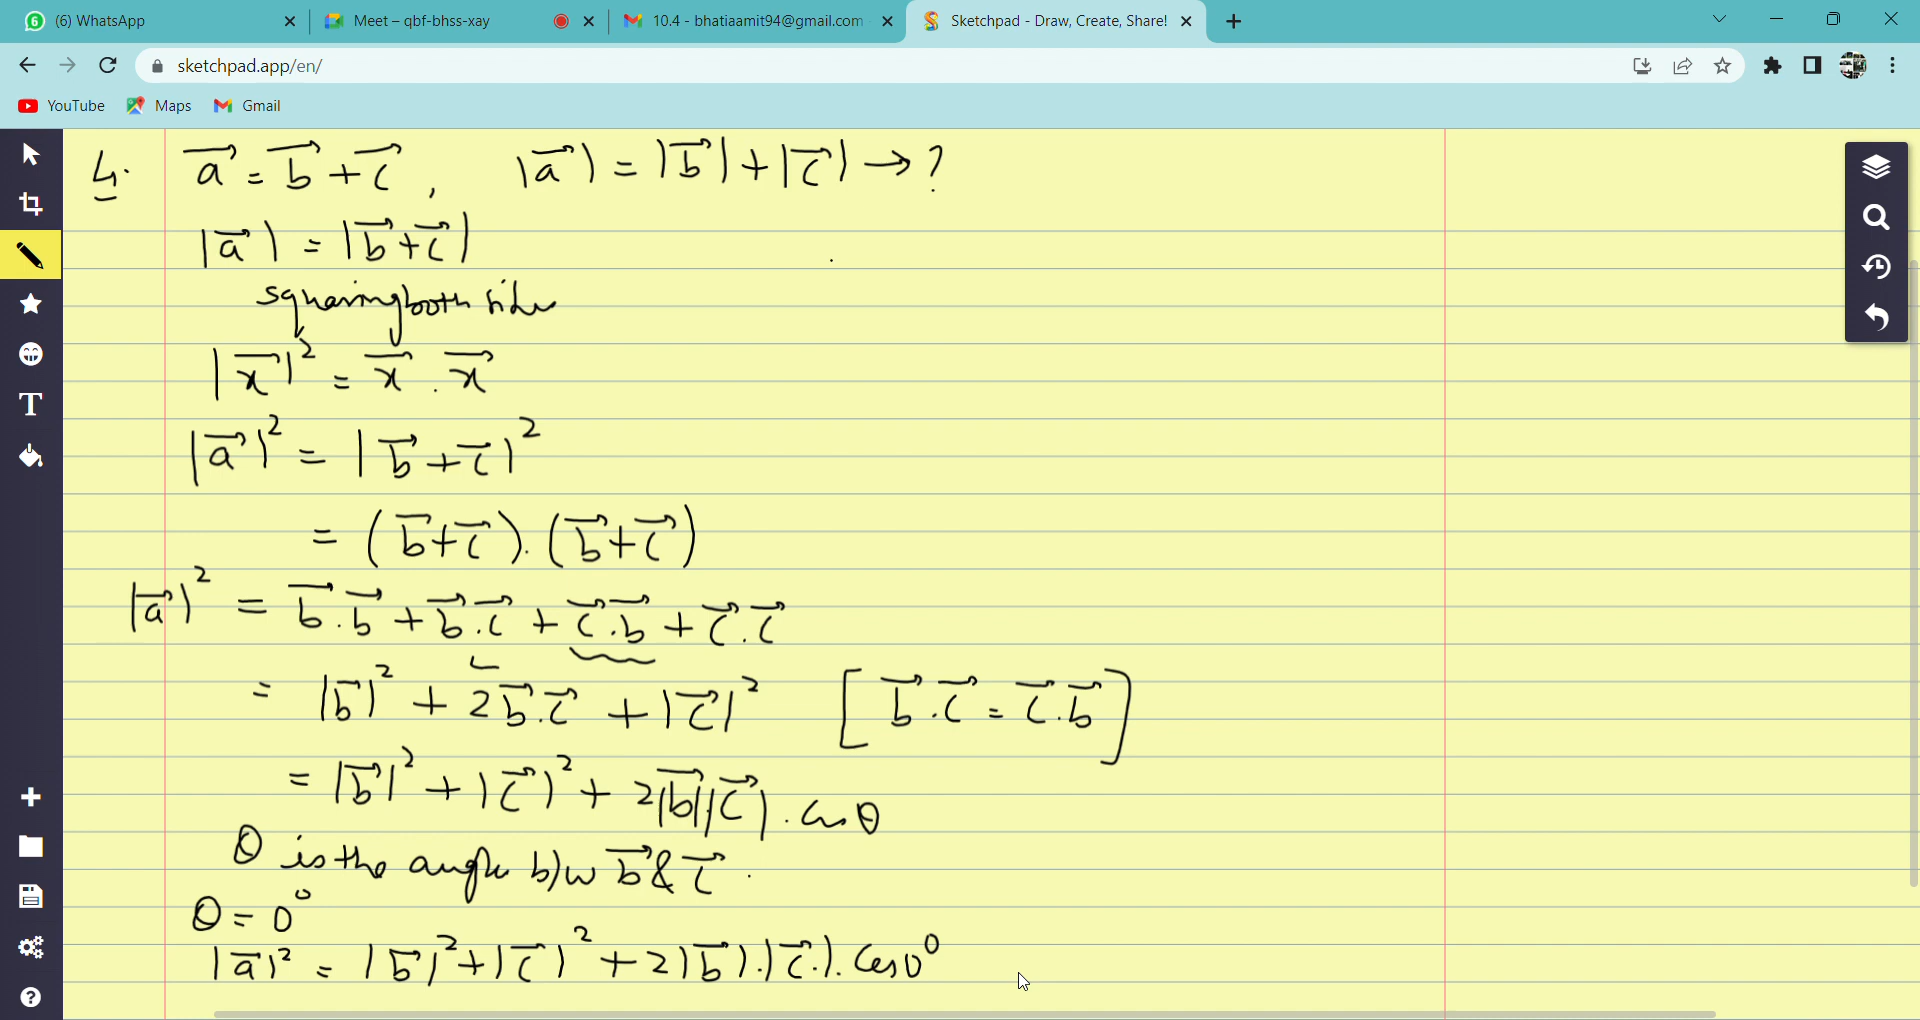 (6) WhatsApp
Meet – qbf-bhss-xay
10.4 - bhatiaamit94@gmail.com
Sketchpad - Draw, Create, Share!
sketchpad.app/en/
YouTube
Maps
Gmail
4. a⃗ = b⃗ + c⃗ , |a⃗| = |b⃗| + |c⃗| → ?
|a⃗| = |b⃗ + c⃗|
squaring both sides
|x⃗|² = x⃗ . x⃗
|a⃗|² = |b⃗ + c⃗|²
= (b⃗ + c⃗) . (b⃗ + c⃗)
|a⃗|² = b⃗.b⃗ + b⃗.c⃗ + c⃗.b⃗ + c⃗.c⃗
= |b⃗|² + 2b⃗.c⃗ + |c⃗|² [b⃗.c⃗ = c⃗.b⃗]
= |b⃗|² + |c⃗|² + 2|b⃗||c⃗| . cos θ
θ is the angle b/w b⃗ & c⃗ .
θ = 0°
|a⃗|² = |b⃗|² + |c⃗|² + 2|b⃗|.|c⃗|. cos 0°